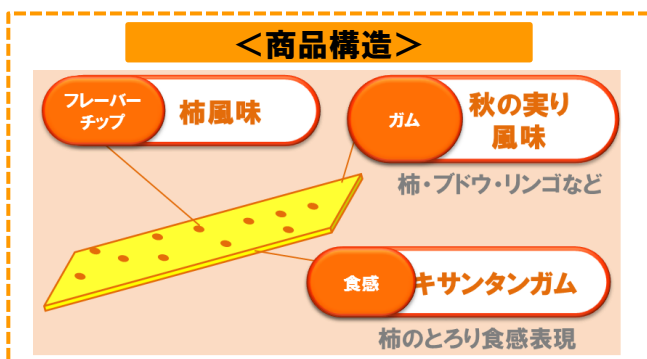 ＜商品構造＞
フレーバー
チップ
柿風味
ガム
秋の実り
風味
柿・ブドウ・リンゴなど
食感
キサンタンガム
柿のとろり食感表現